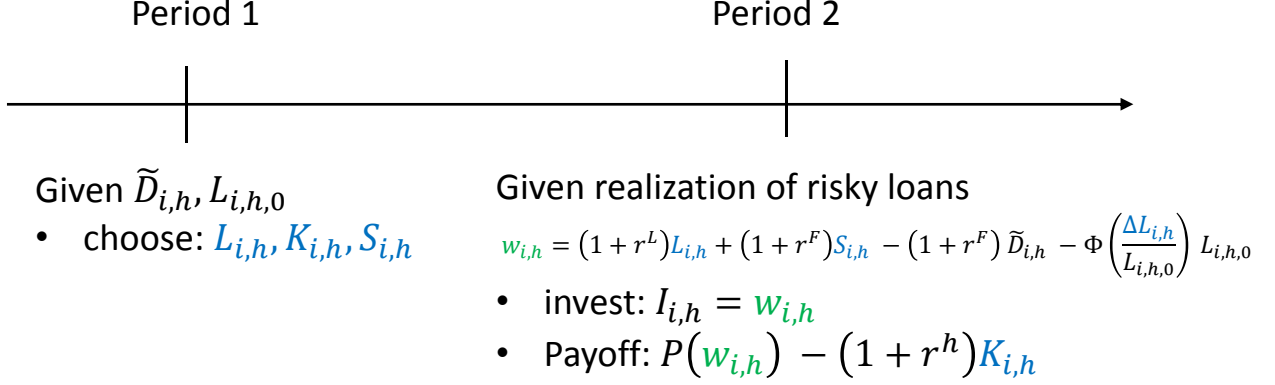 Period 1
Period 2
Given D̃_{i,h}, L_{i,h,0}
• choose: L_{i,h}, K_{i,h}, S_{i,h}
Given realization of risky loans
w_{i,h} = (1 + r^L)L_{i,h} + (1 + r^F)S_{i,h} − (1 + r^F) D̃_{i,h} − Φ(ΔL_{i,h}/L_{i,h,0}) L_{i,h,0}
• invest: I_{i,h} = w_{i,h}
• Payoff: P(w_{i,h}) − (1 + r^h)K_{i,h}